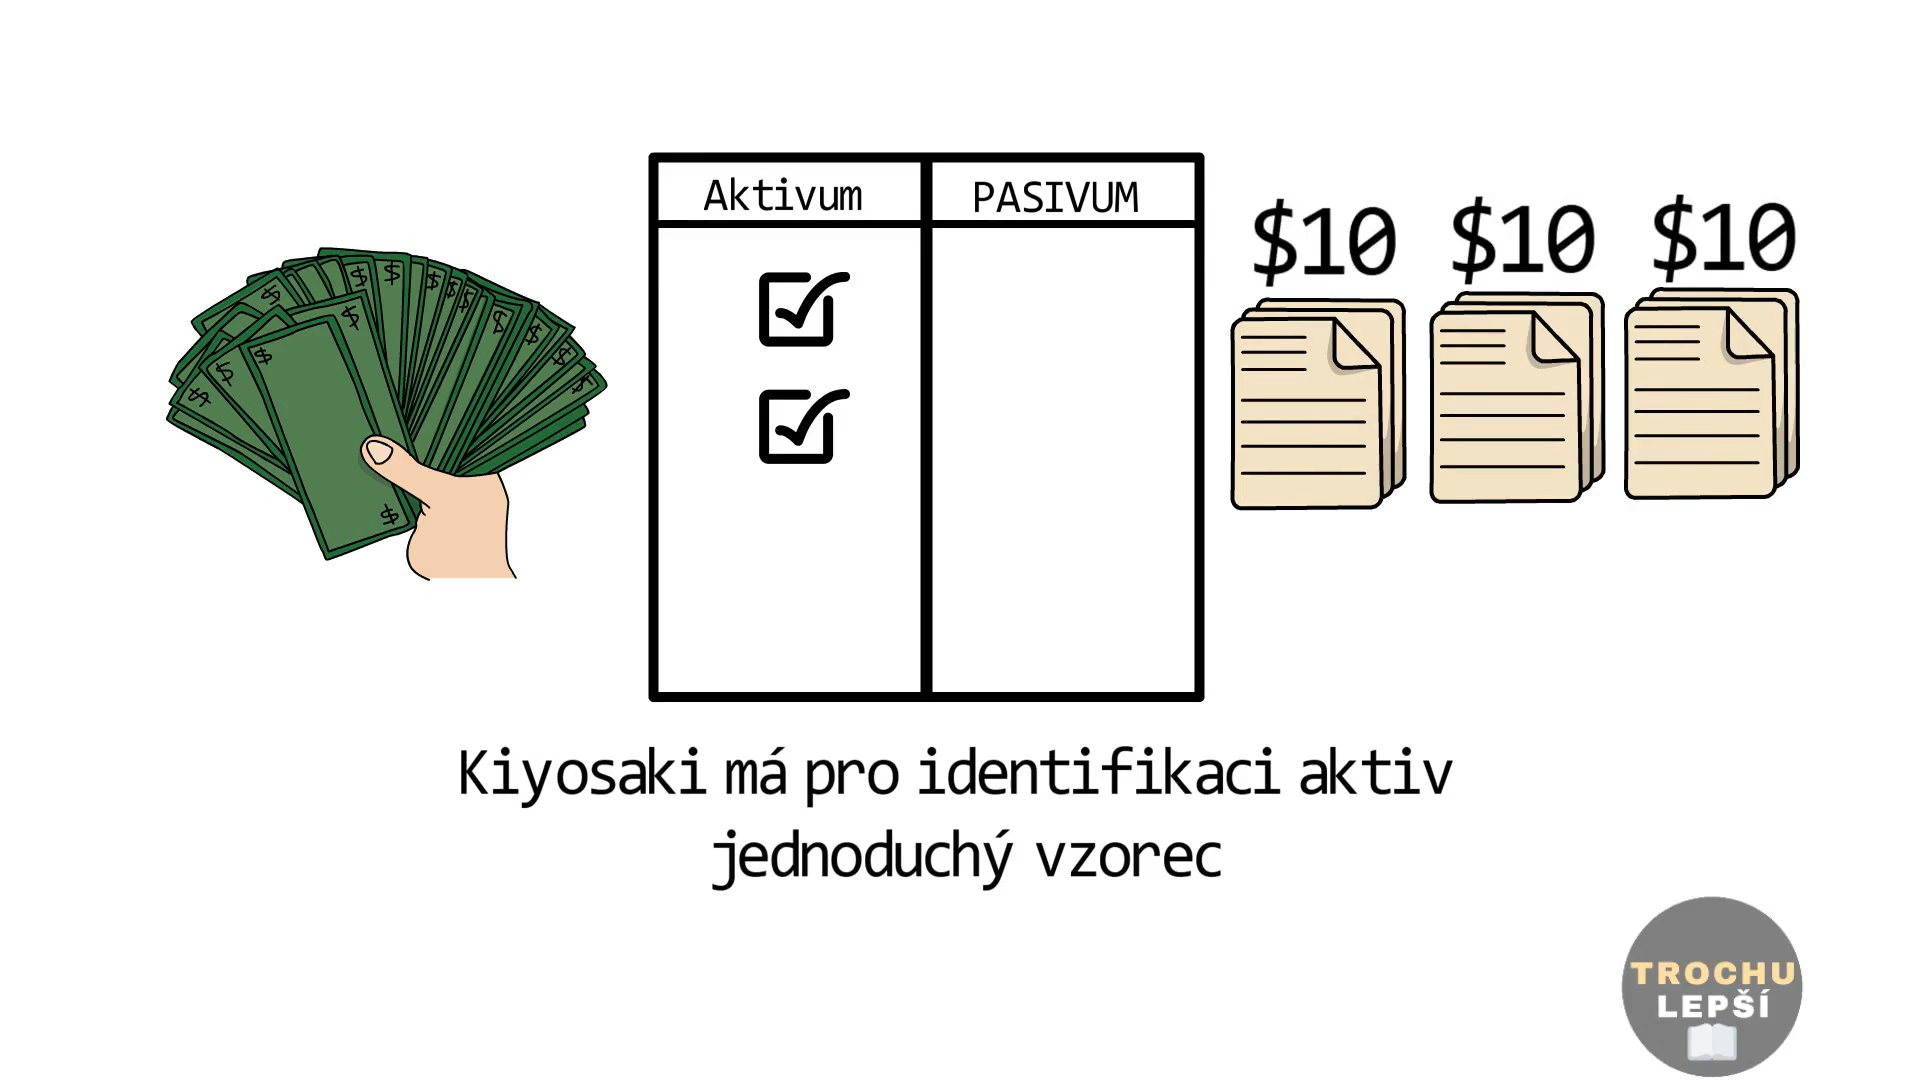 Aktivum
PASIVUM
$10
$10
$10
$
$
$
$
$
$
$
$
$
$
$
$
$
$
Kiyosaki má pro identifikaci aktiv
jednoduchý vzorec
TROCHU
LEPŠÍ